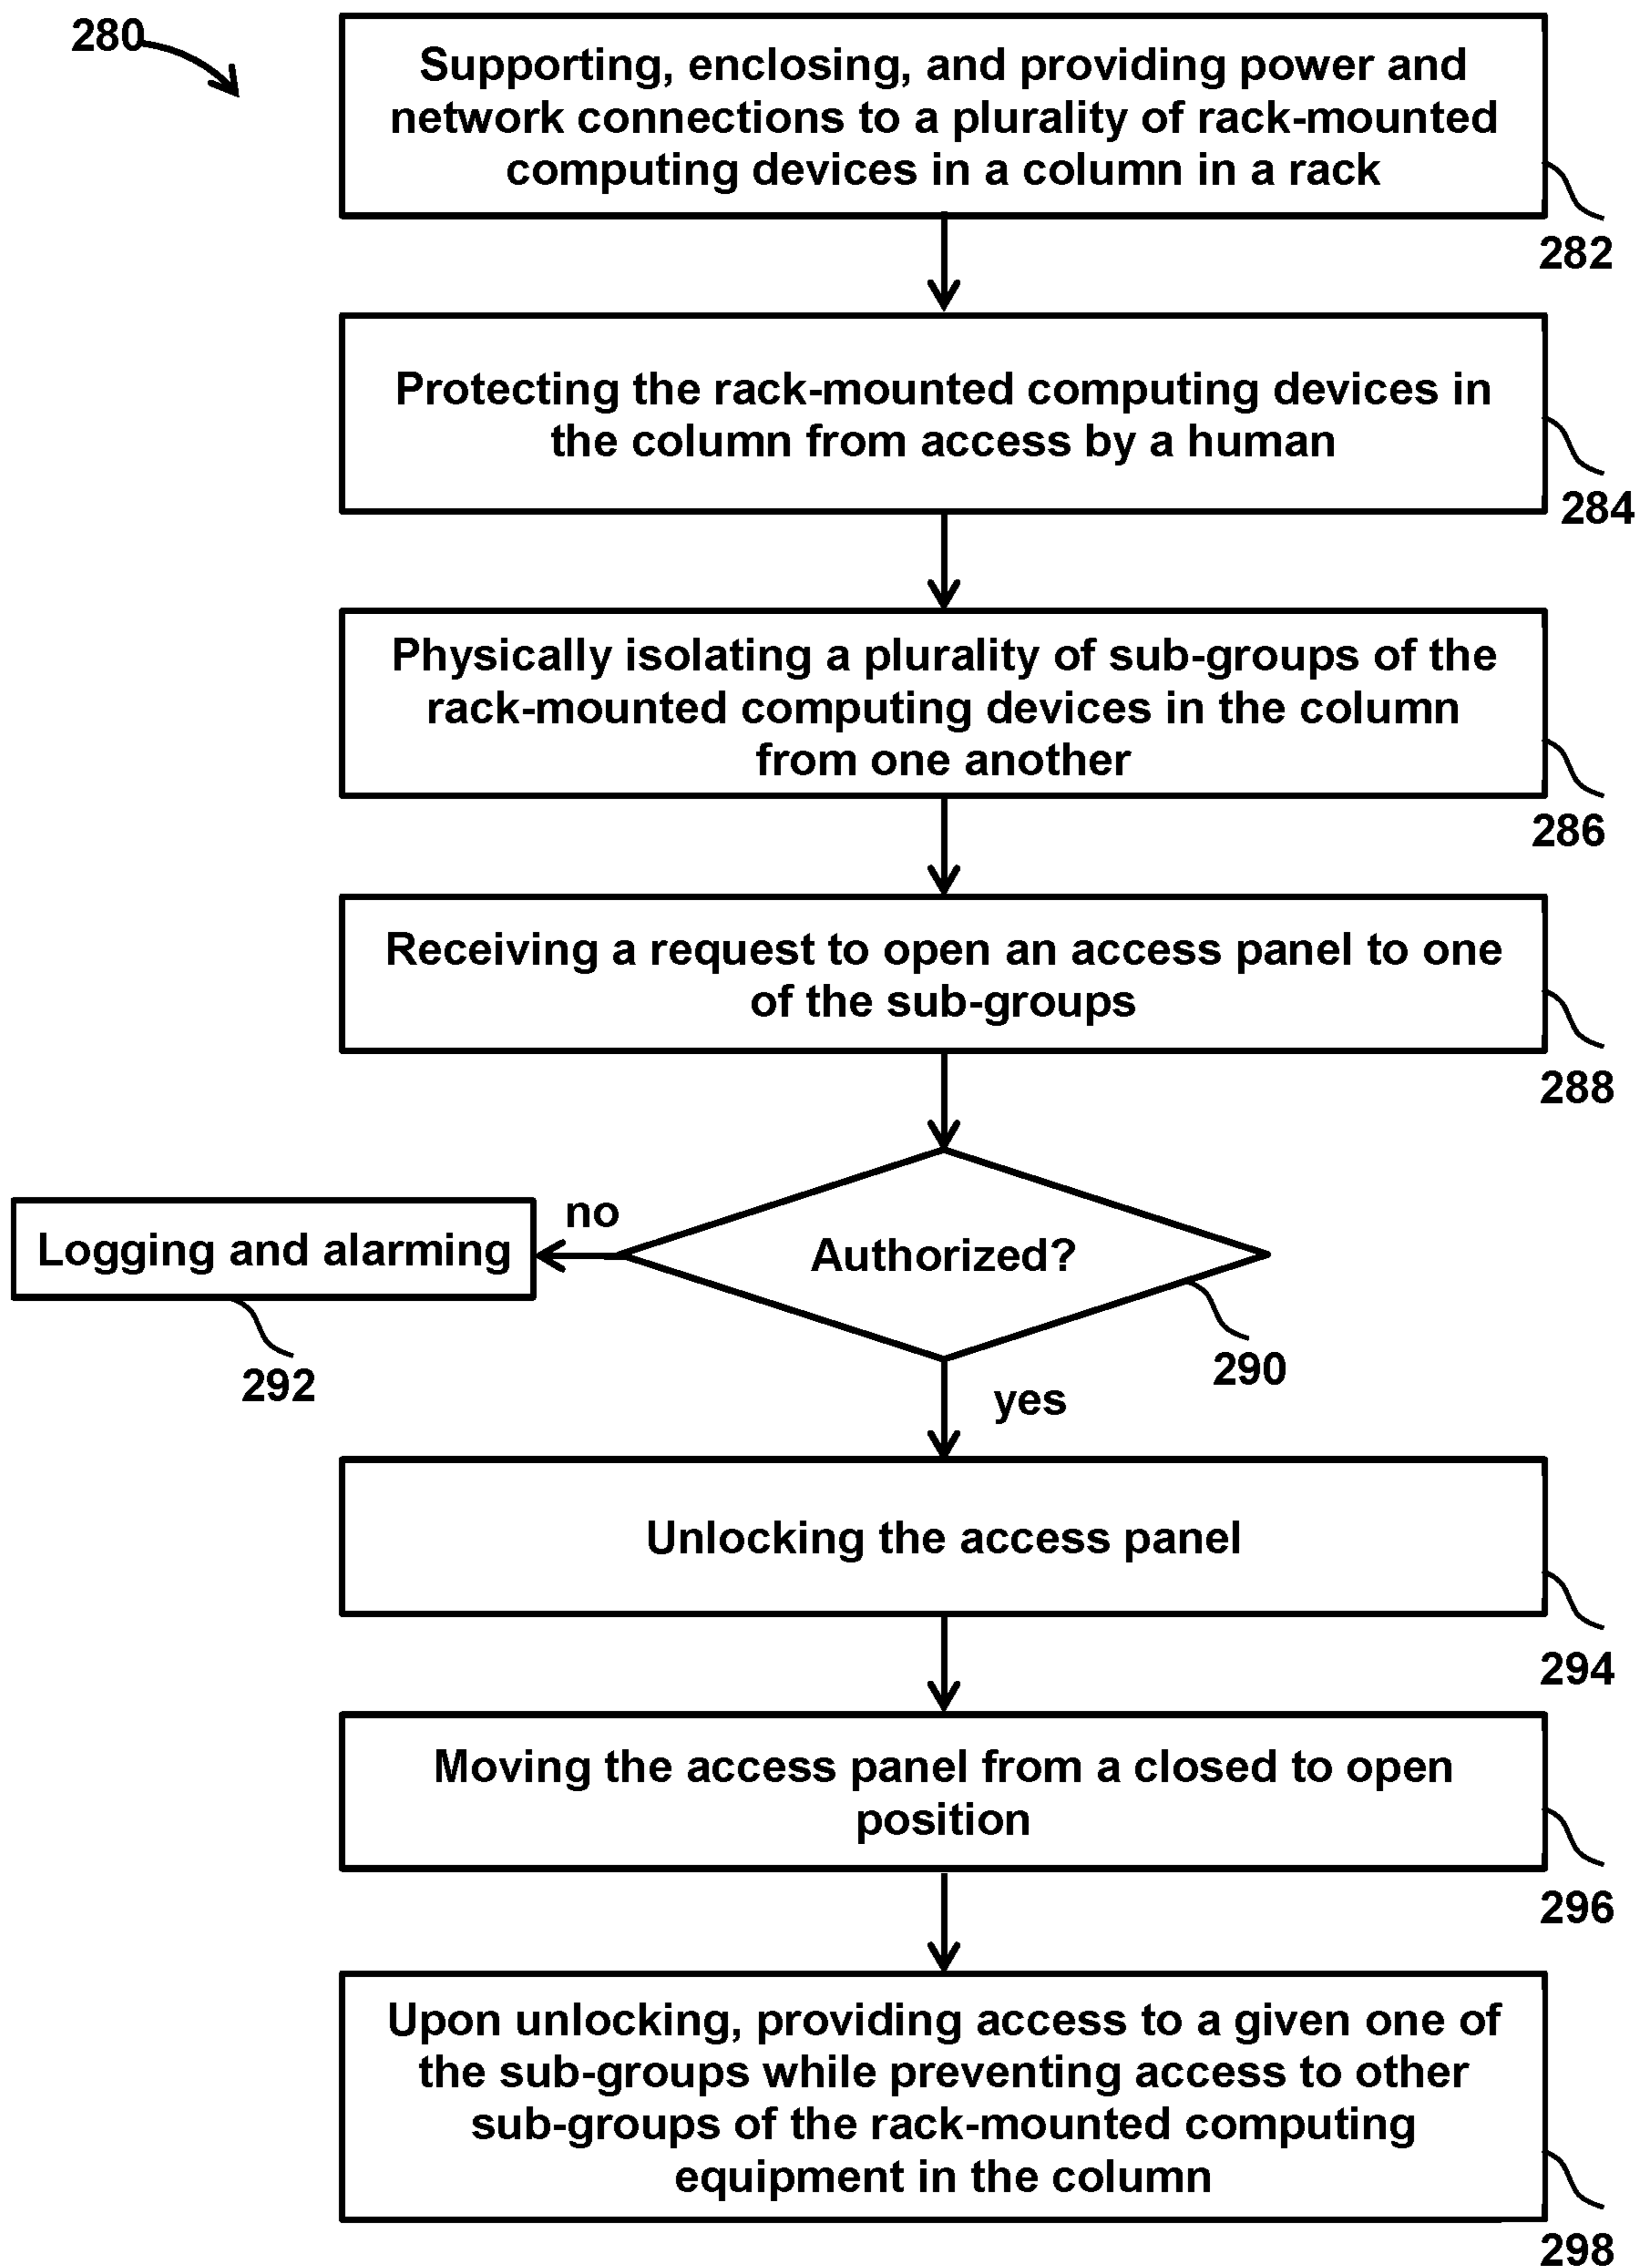 280
Supporting, enclosing, and providing power and
network connections to a plurality of rack-mounted
computing devices in a column in a rack
282
Protecting the rack-mounted computing devices in
the column from access by a human
284
Physically isolating a plurality of sub-groups of the
rack-mounted computing devices in the column
from one another
286
Receiving a request to open an access panel to one
of the sub-groups
288
no
Logging and alarming
Authorized?
292
290
yes
Unlocking the access panel
294
Moving the access panel from a closed to open
position
296
Upon unlocking, providing access to a given one of
the sub-groups while preventing access to other
sub-groups of the rack-mounted computing
equipment in the column
298